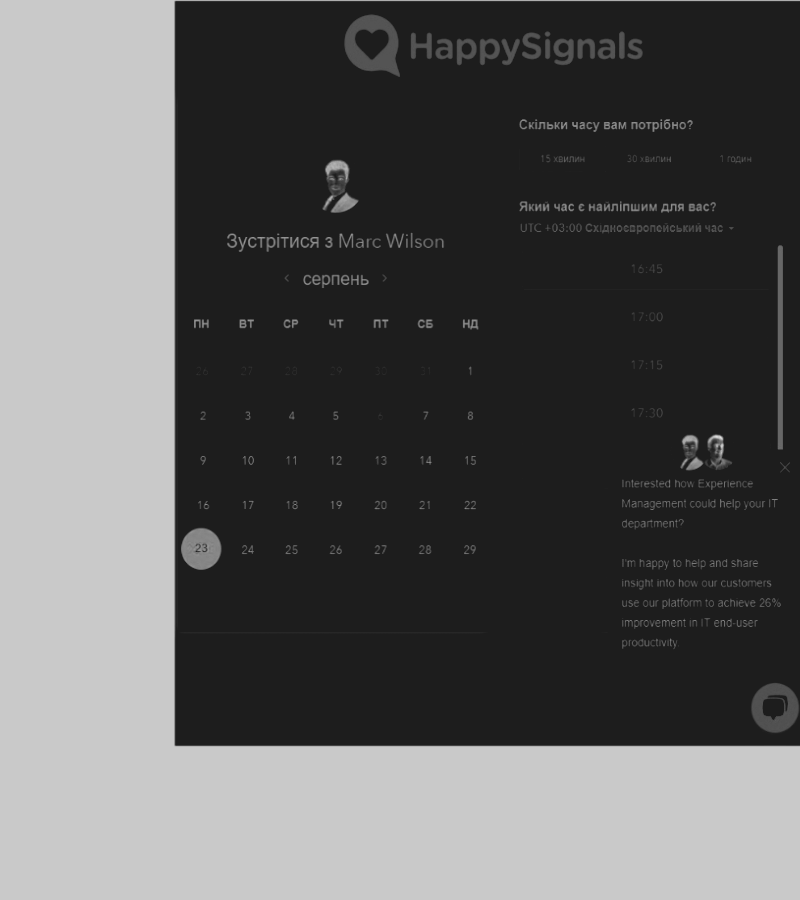 HappySignals
Зустрітися з Marc Wilson
серпень
ПН ВТ СР ЧТ ПТ СБ НД
26 27 28 29 30 31 1
2 3 4 5 7 8
9 10 11 12 13 14 15
16 17 18 19 20 21 22
23 24 25 26 27 28 29
Скільки часу вам потрібно?
15 хвилин 30 хвилин 1 годин
Який час є найліпшим для вас?
UTC +03:00 Східноєвропейський час
16:45
17:00
17:15
17:30
Interested how Experience
Management could help your IT
department?
I'm happy to help and share
insight into how our customers
use our platform to achieve 26%
improvement in IT end-user
productivity.